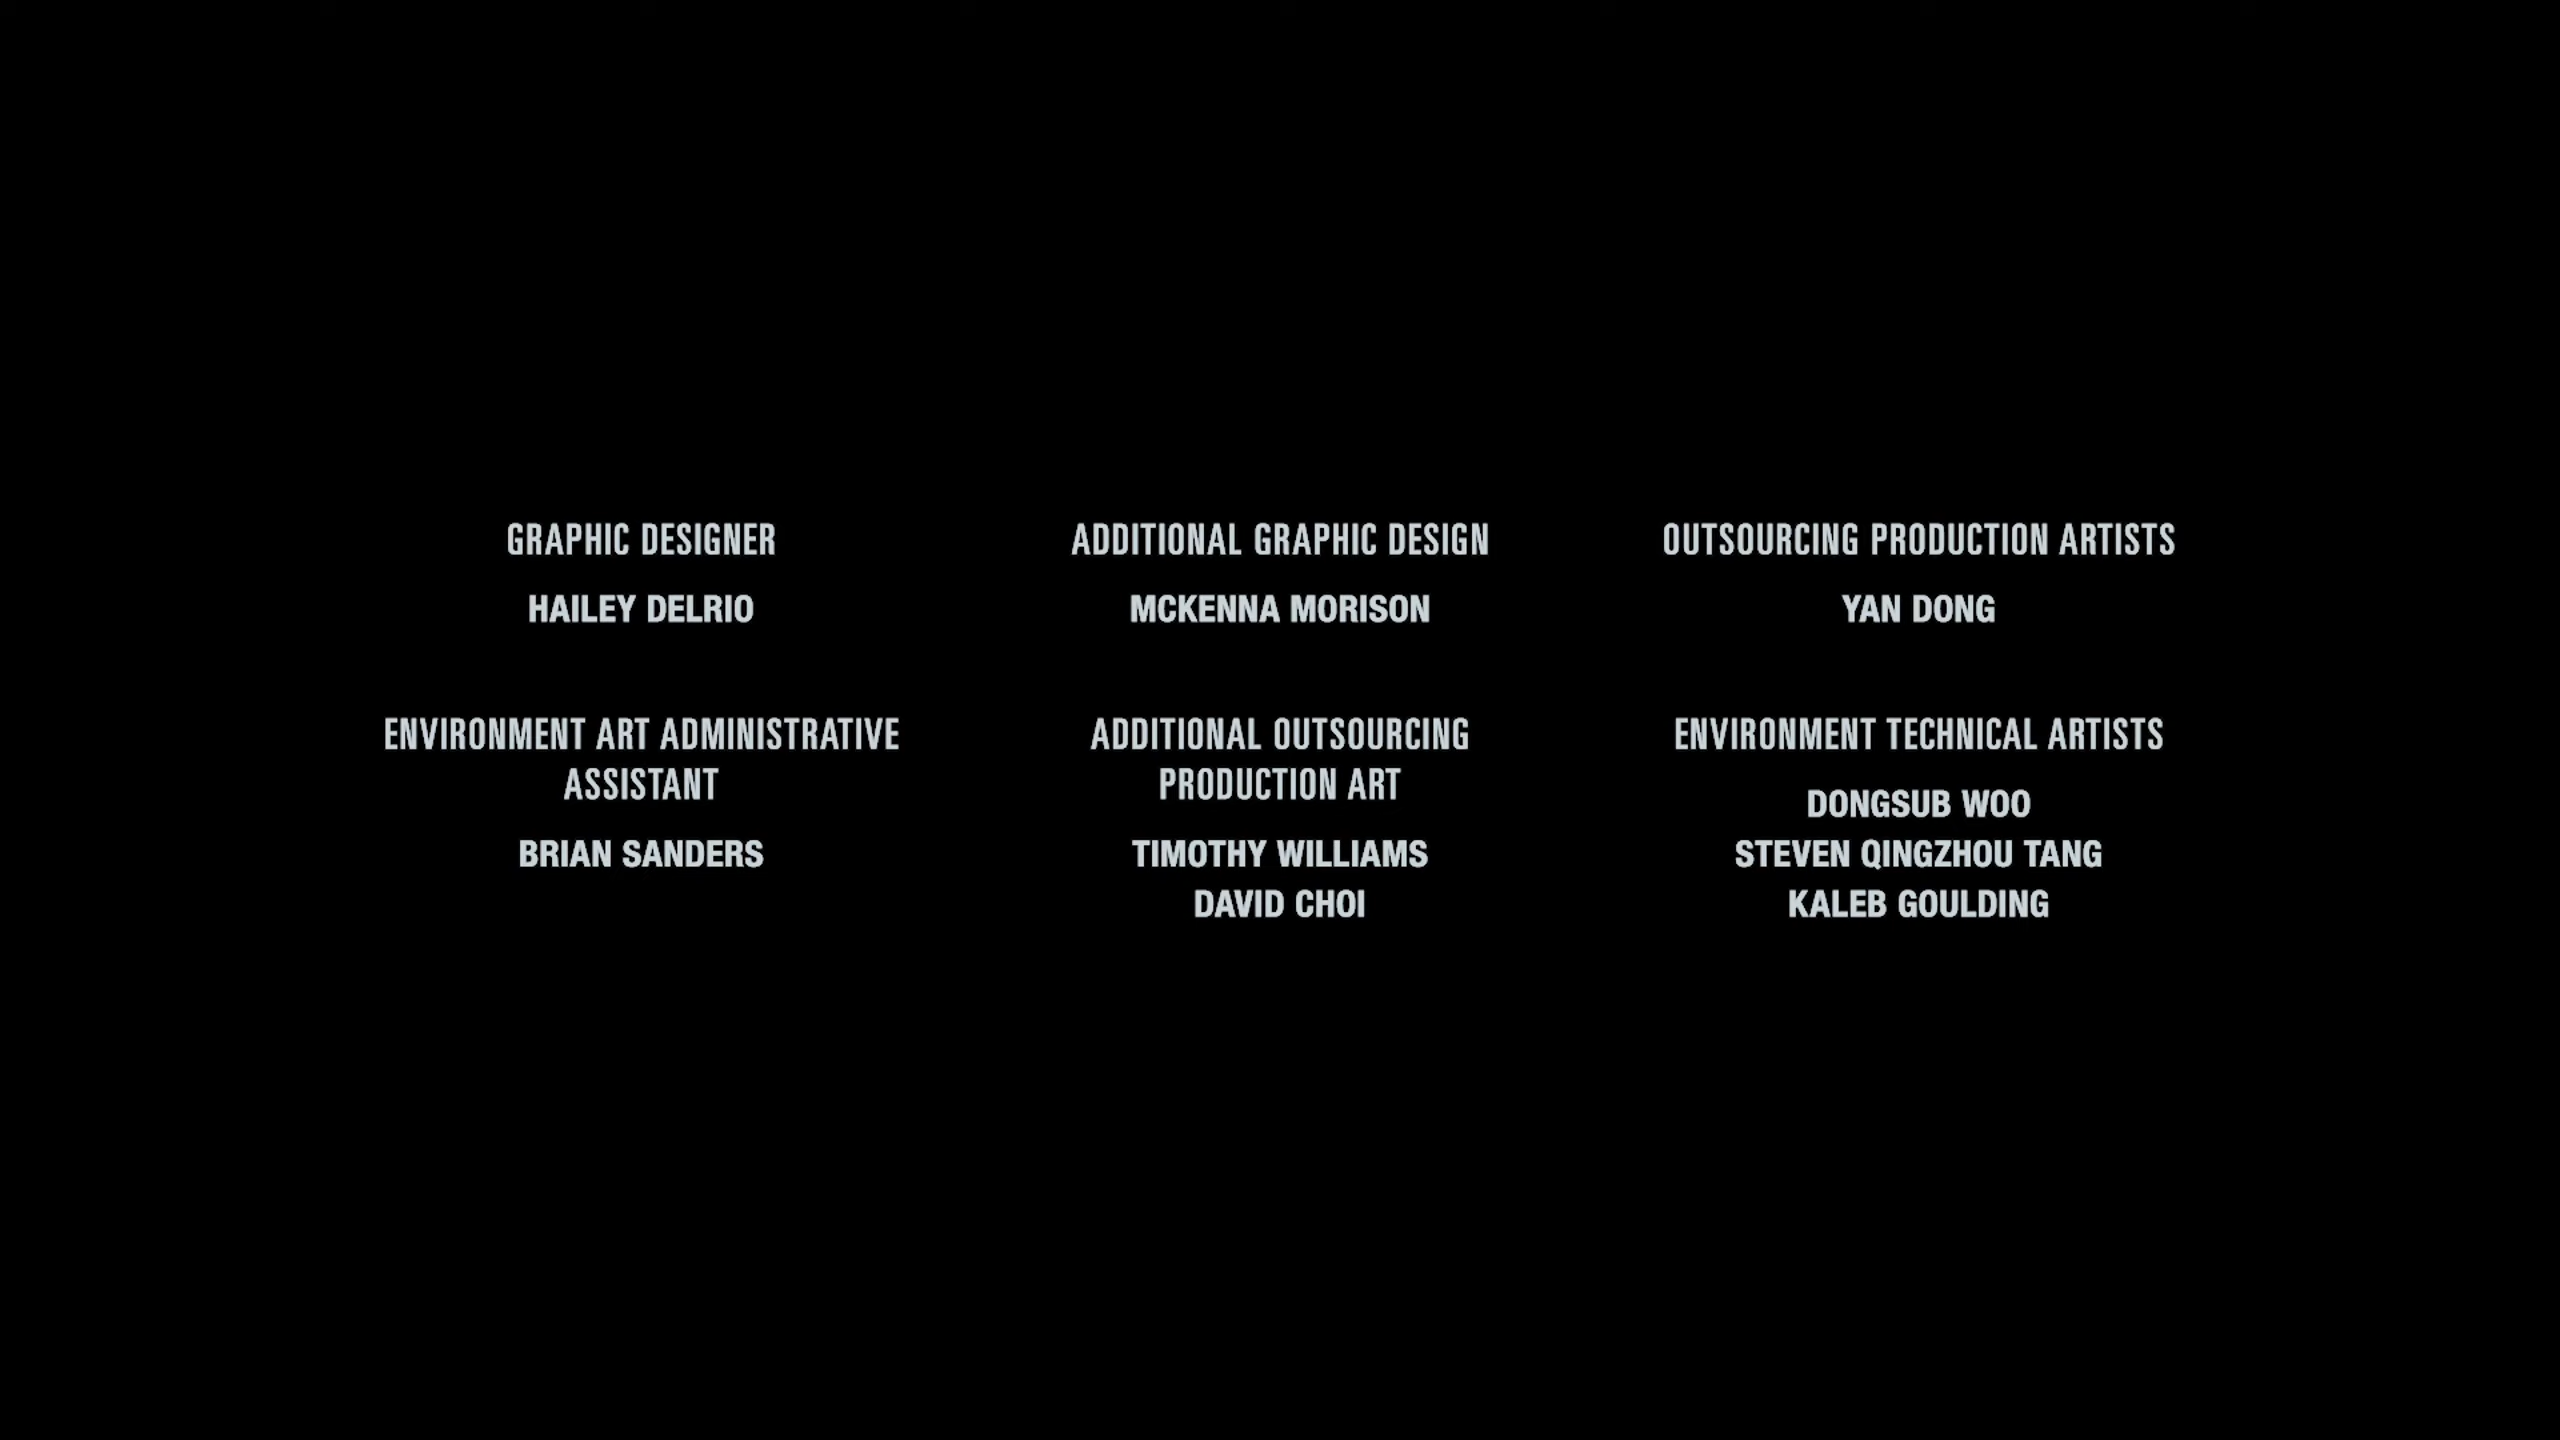 GRAPHIC DESIGNER
HAILEY DELRIO
ADDITIONAL GRAPHIC DESIGN
MCKENNA MORISON
OUTSOURCING PRODUCTION ARTISTS
YAN DONG
ENVIRONMENT ART ADMINISTRATIVE
ASSISTANT
BRIAN SANDERS
ADDITIONAL OUTSOURCING
PRODUCTION ART
TIMOTHY WILLIAMS
DAVID CHOI
ENVIRONMENT TECHNICAL ARTISTS
DONGSUB WOO
STEVEN QINGZHOU TANG
KALEB GOULDING